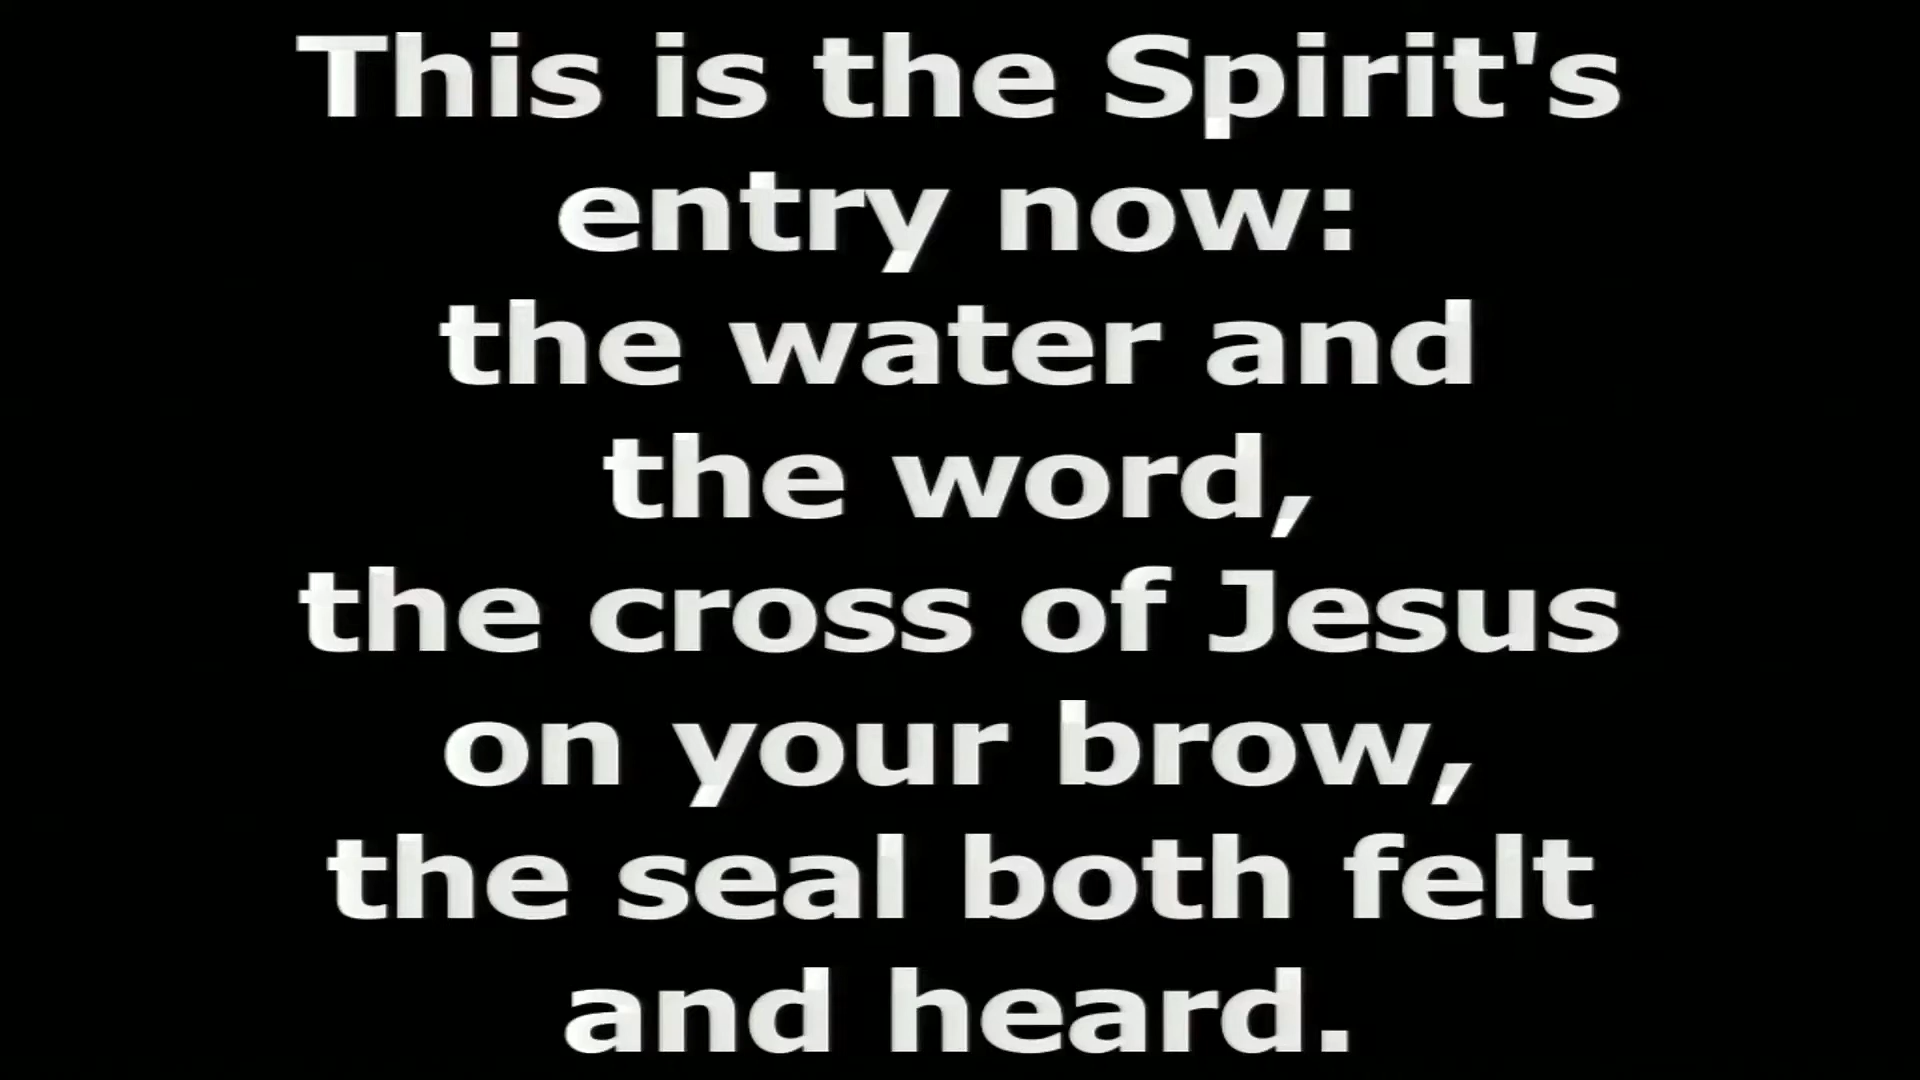 This is the Spirit's
entry now:
the water and
the word,
the cross of Jesus
on your brow,
the seal both felt
and heard.